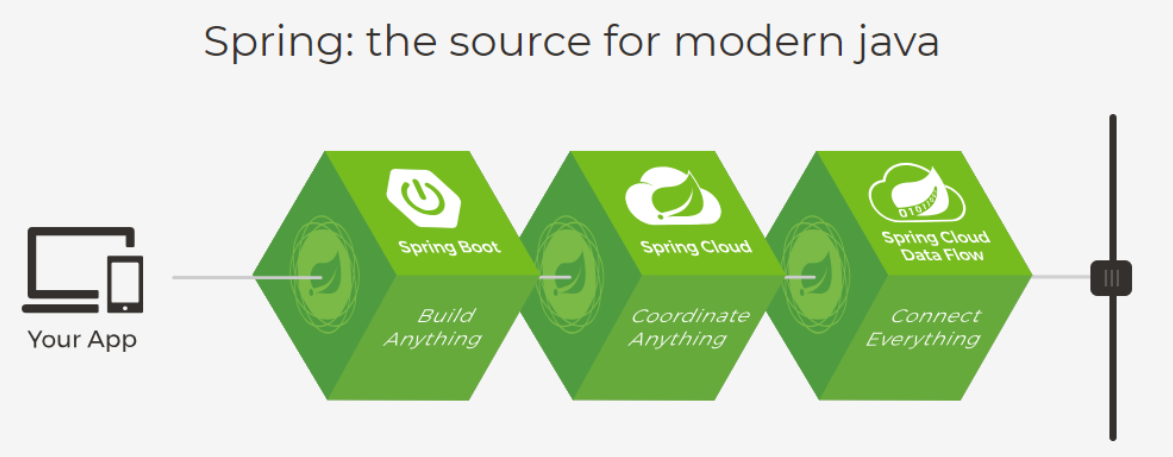 Spring: the source for modern java
Your App
Spring Boot
Build
Anything
Spring Cloud
Coordinate
Anything
Spring Cloud
Data Flow
Connect
Everything